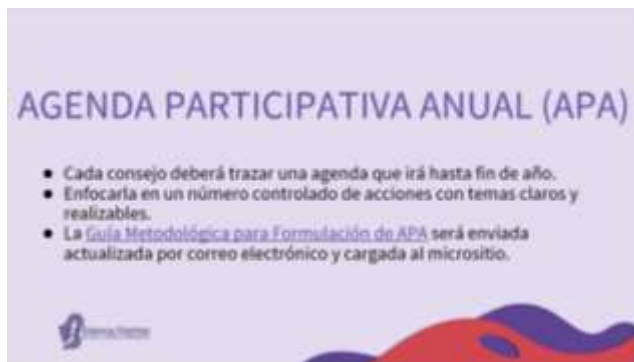 AGENDA PARTICIPATIVA ANUAL (APA)
● Cada consejo deberá trazar una agenda que irá hasta fin de año.
● Enfocarla en un número controlado de acciones con temas claros y
realizables.
● La Guía Metodológica para Formulación de APA será enviada
actualizada por correo electrónico y cargada al micrositio.